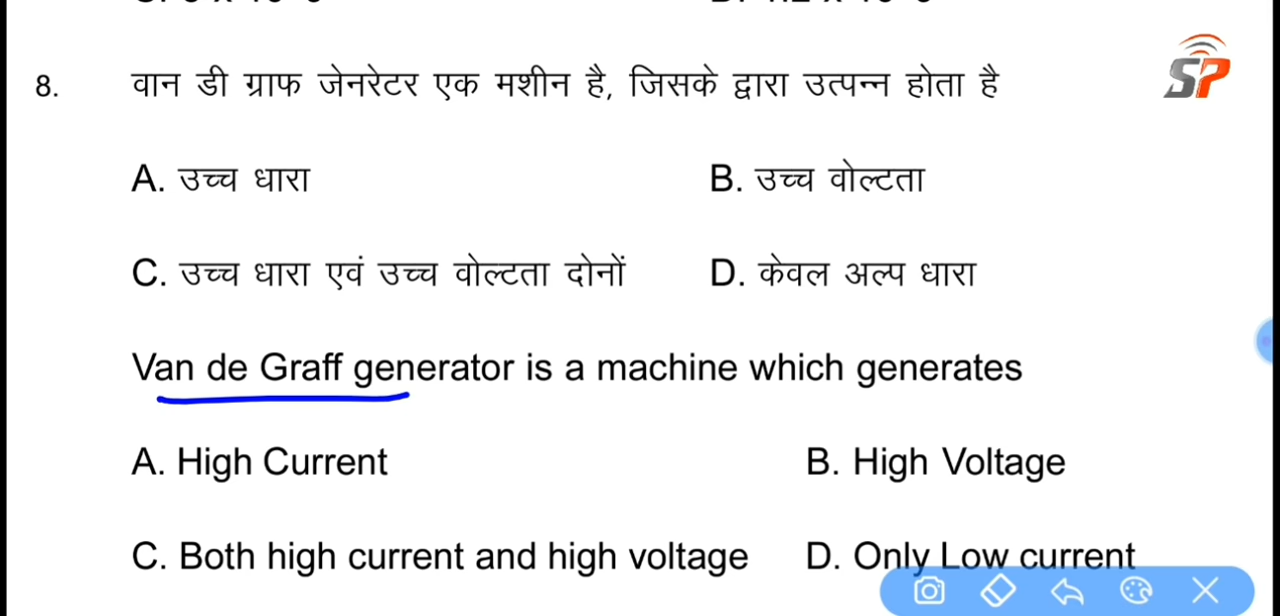 8. वान डी ग्राफ जेनरेटर एक मशीन है, जिसके द्वारा उत्पन्न होता है
SP
A. उच्च धारा B. उच्च वोल्टता
C. उच्च धारा एवं उच्च वोल्टता दोनों D. केवल अल्प धारा
Van de Graff generator is a machine which generates
A. High Current B. High Voltage
C. Both high current and high voltage D. Only Low current